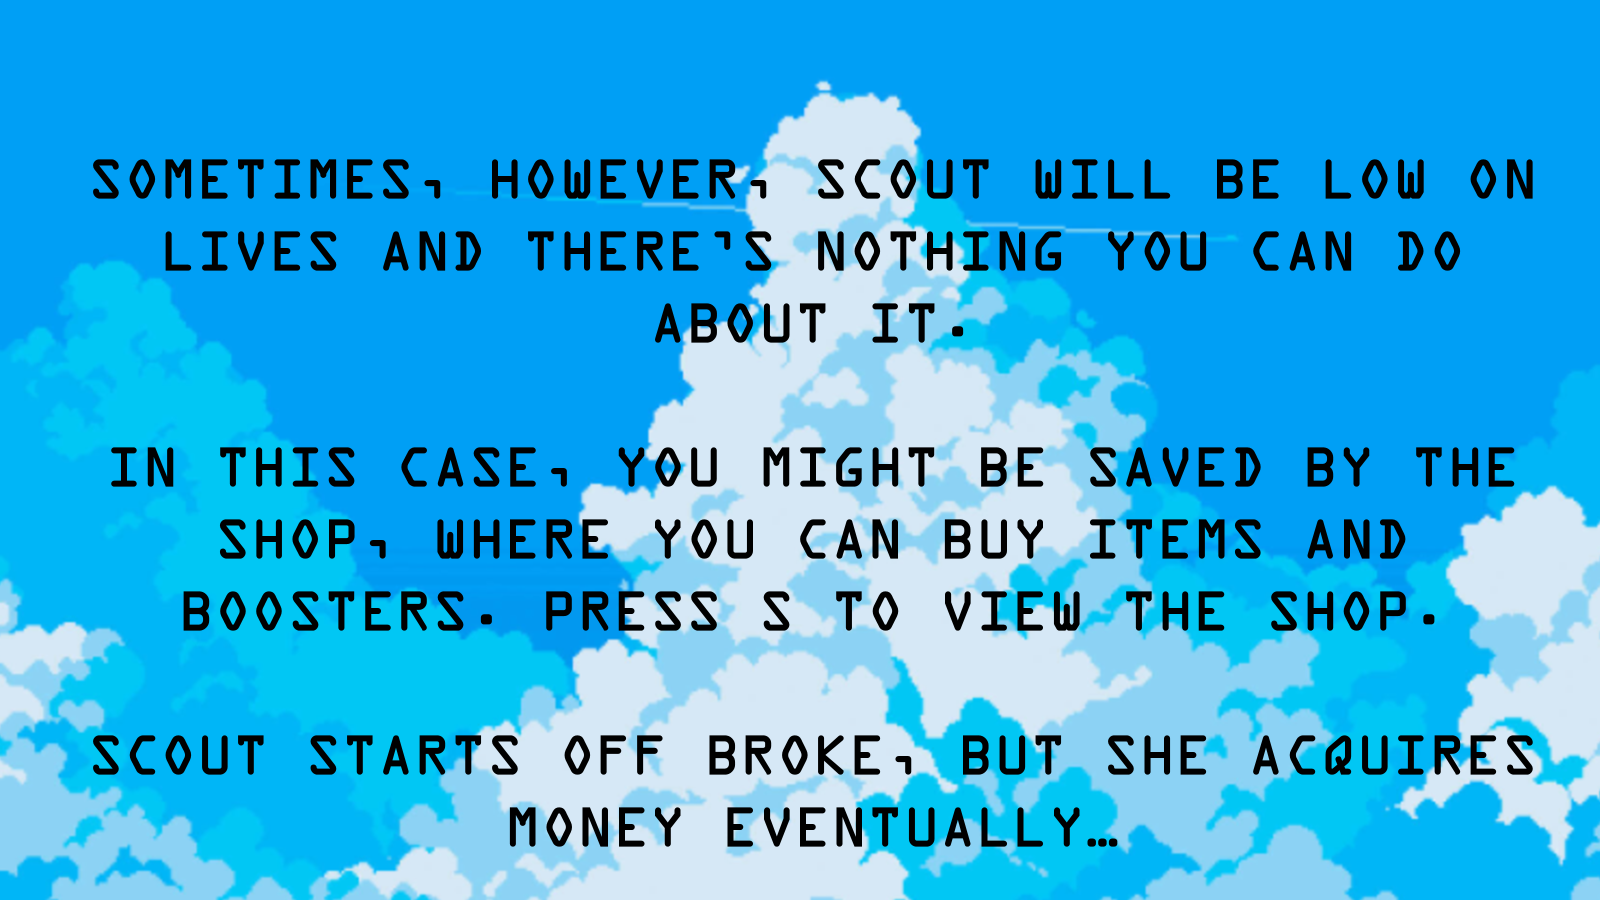 SOMETIMES, HOWEVER, SCOUT WILL BE LOW ON
LIVES AND THERE'S NOTHING YOU CAN DO
ABOUT IT.
IN THIS CASE, YOU MIGHT BE SAVED BY THE
SHOP, WHERE YOU CAN BUY ITEMS AND
BOOSTERS. PRESS S TO VIEW THE SHOP.
SCOUT STARTS OFF BROKE, BUT SHE ACQUIRES
MONEY EVENTUALLY…